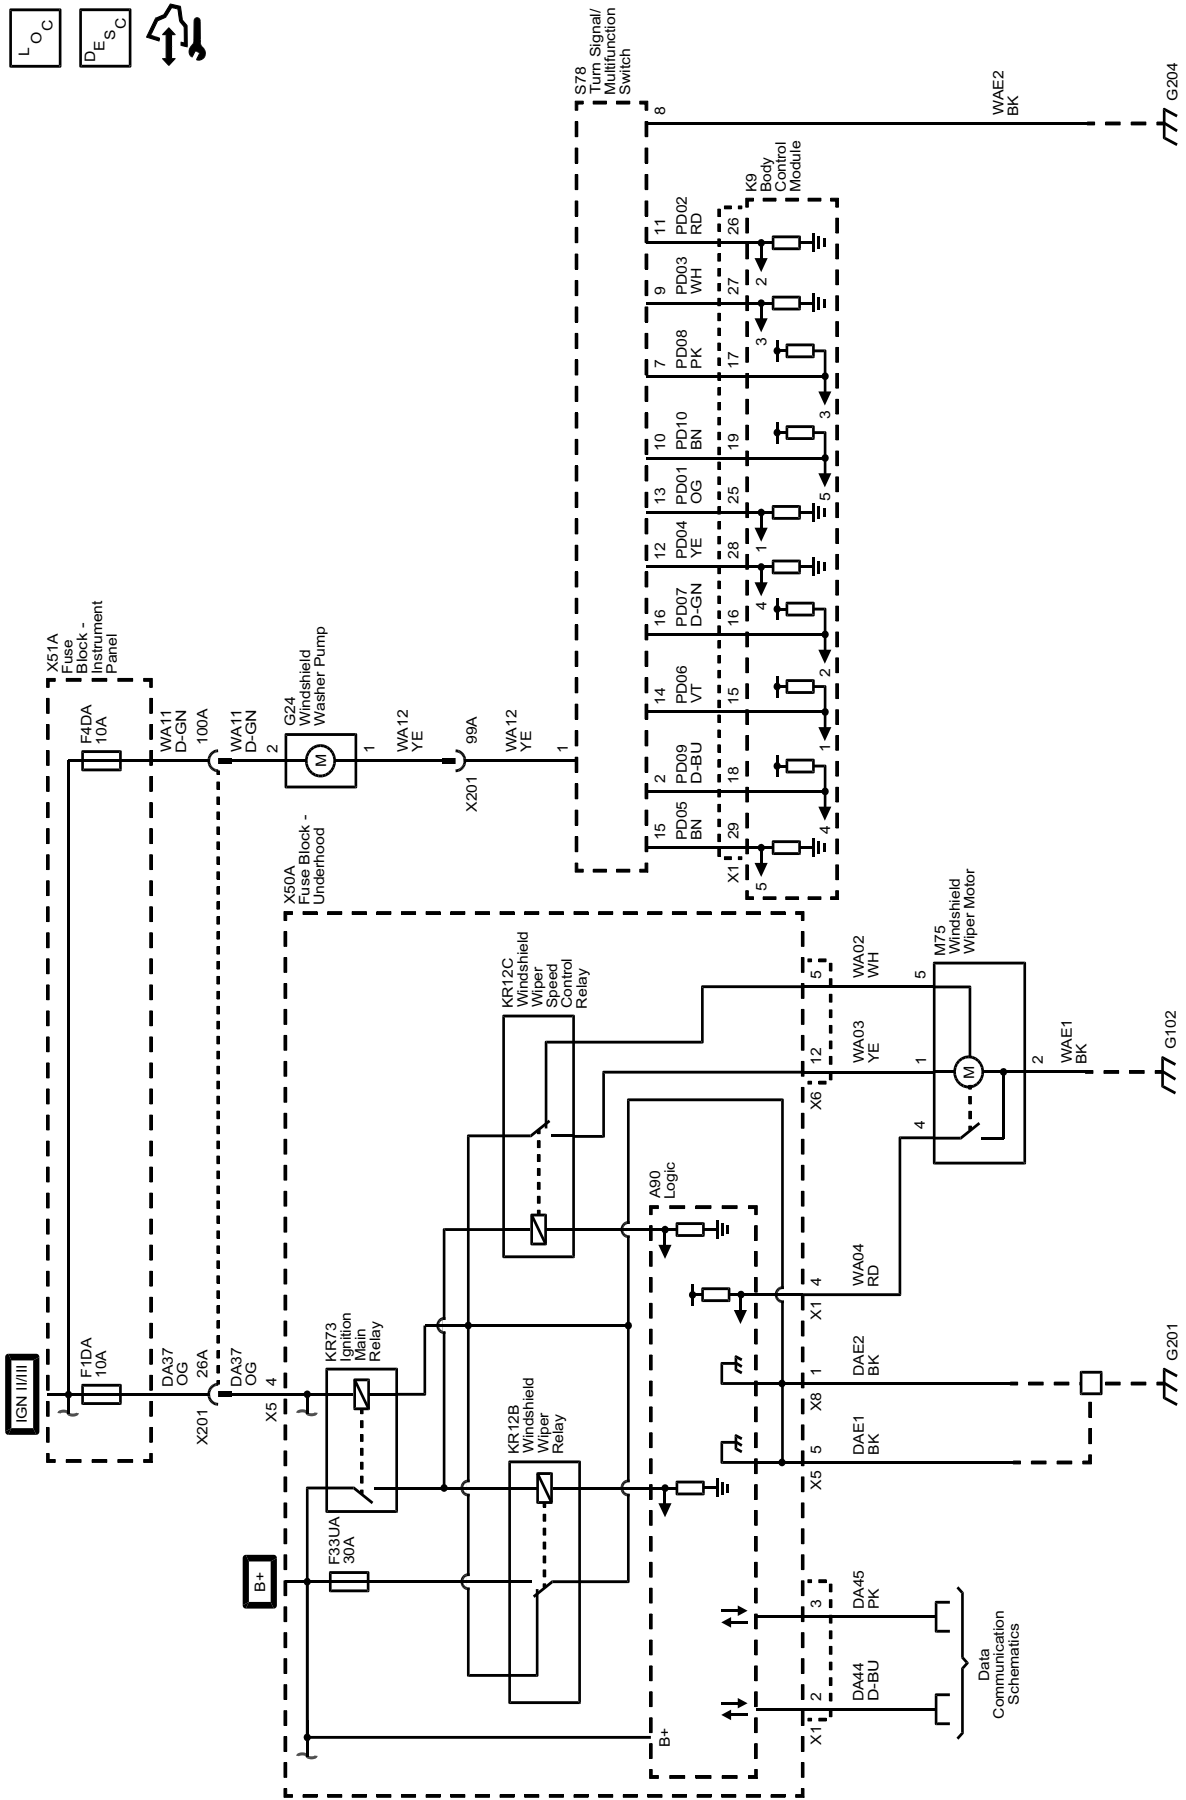 L O C
D E S C
IGN II/III
X51A
Fuse
Block -
Instrument
Panel
F1DA
10A
F4DA
10A
DA37
OG
26A
X201
DA37
OG
4
X5
WA11
D-GN
100A
WA11
D-GN
2
G24
Windshield
Washer Pump
M
1
WA12
YE
X201
99A
WA12
YE
1
B+
X50A
Fuse Block -
Underhood
F33UA
30A
KR73
Ignition
Main
Relay
KR12B
Windshield
Wiper
Relay
KR12C
Windshield
Wiper
Speed
Control
Relay
S78
Turn Signal/
Multifunction
Switch
15
PD05
BN
29
2
PD09
D-BU
18
14
PD06
VT
15
16
PD07
D-GN
16
12
PD04
YE
28
13
PD01
OG
25
10
PD10
BN
19
7
PD08
PK
17
9
PD03
WH
27
11
PD02
RD
26
8
WAE2
BK
G204
X1
K9
Body
Control
Module
5
4
1
2
4
1
5
3
3
2
B+
A90
Logic
X1
2
3
X5
5
X8
1
X1
4
X6
12
5
DA44
D-BU
DA45
PK
DAE1
BK
DAE2
BK
WA04
RD
WA03
YE
WA02
WH
4
1
5
M75
Windshield
Wiper Motor
M
2
WAE1
BK
Data
Communication
Schematics
G201
G102